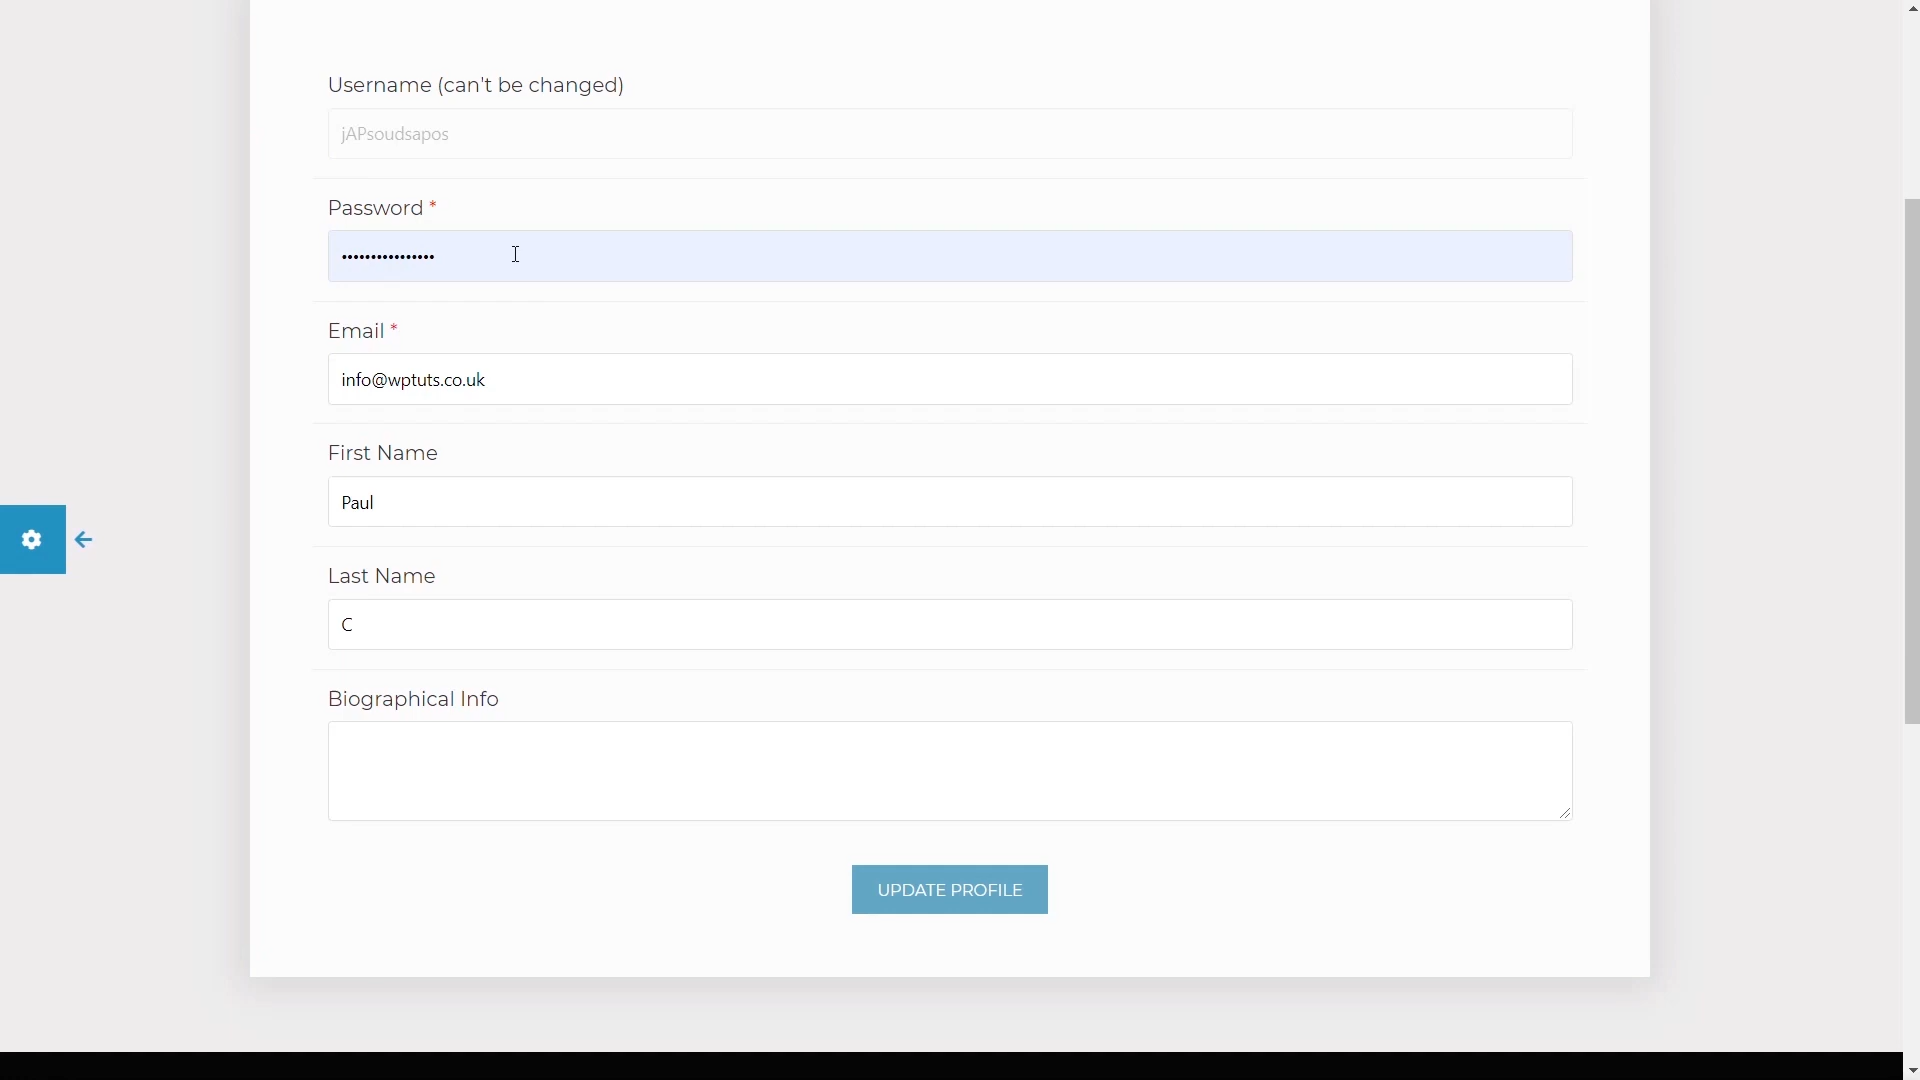 Username (can't be changed)
jAPsoudsapos
Password *
••••••••••••••••
Email *
info@wptuts.co.uk
First Name
Paul
Last Name
C
Biographical Info
UPDATE PROFILE